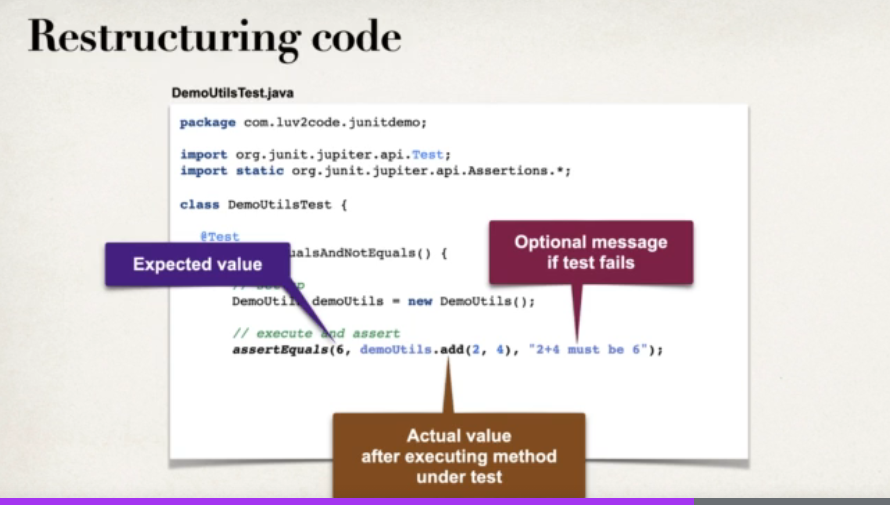 Restructuring code
DemoUtilsTest.java
package com.luv2code.junitdemo;
import org.junit.jupiter.api.Test;
import static org.junit.jupiter.api.Assertions.*;
class DemoUtilsTest {
@Test
ualsAndNotEquals() {
Expected value
Optional message
if test fails
//
DemoUtils demoUtils = new DemoUtils();
// execute and assert
assertEquals(6, demoUtils.add(2, 4), "2+4 must be 6");
Actual value
after executing method
under test